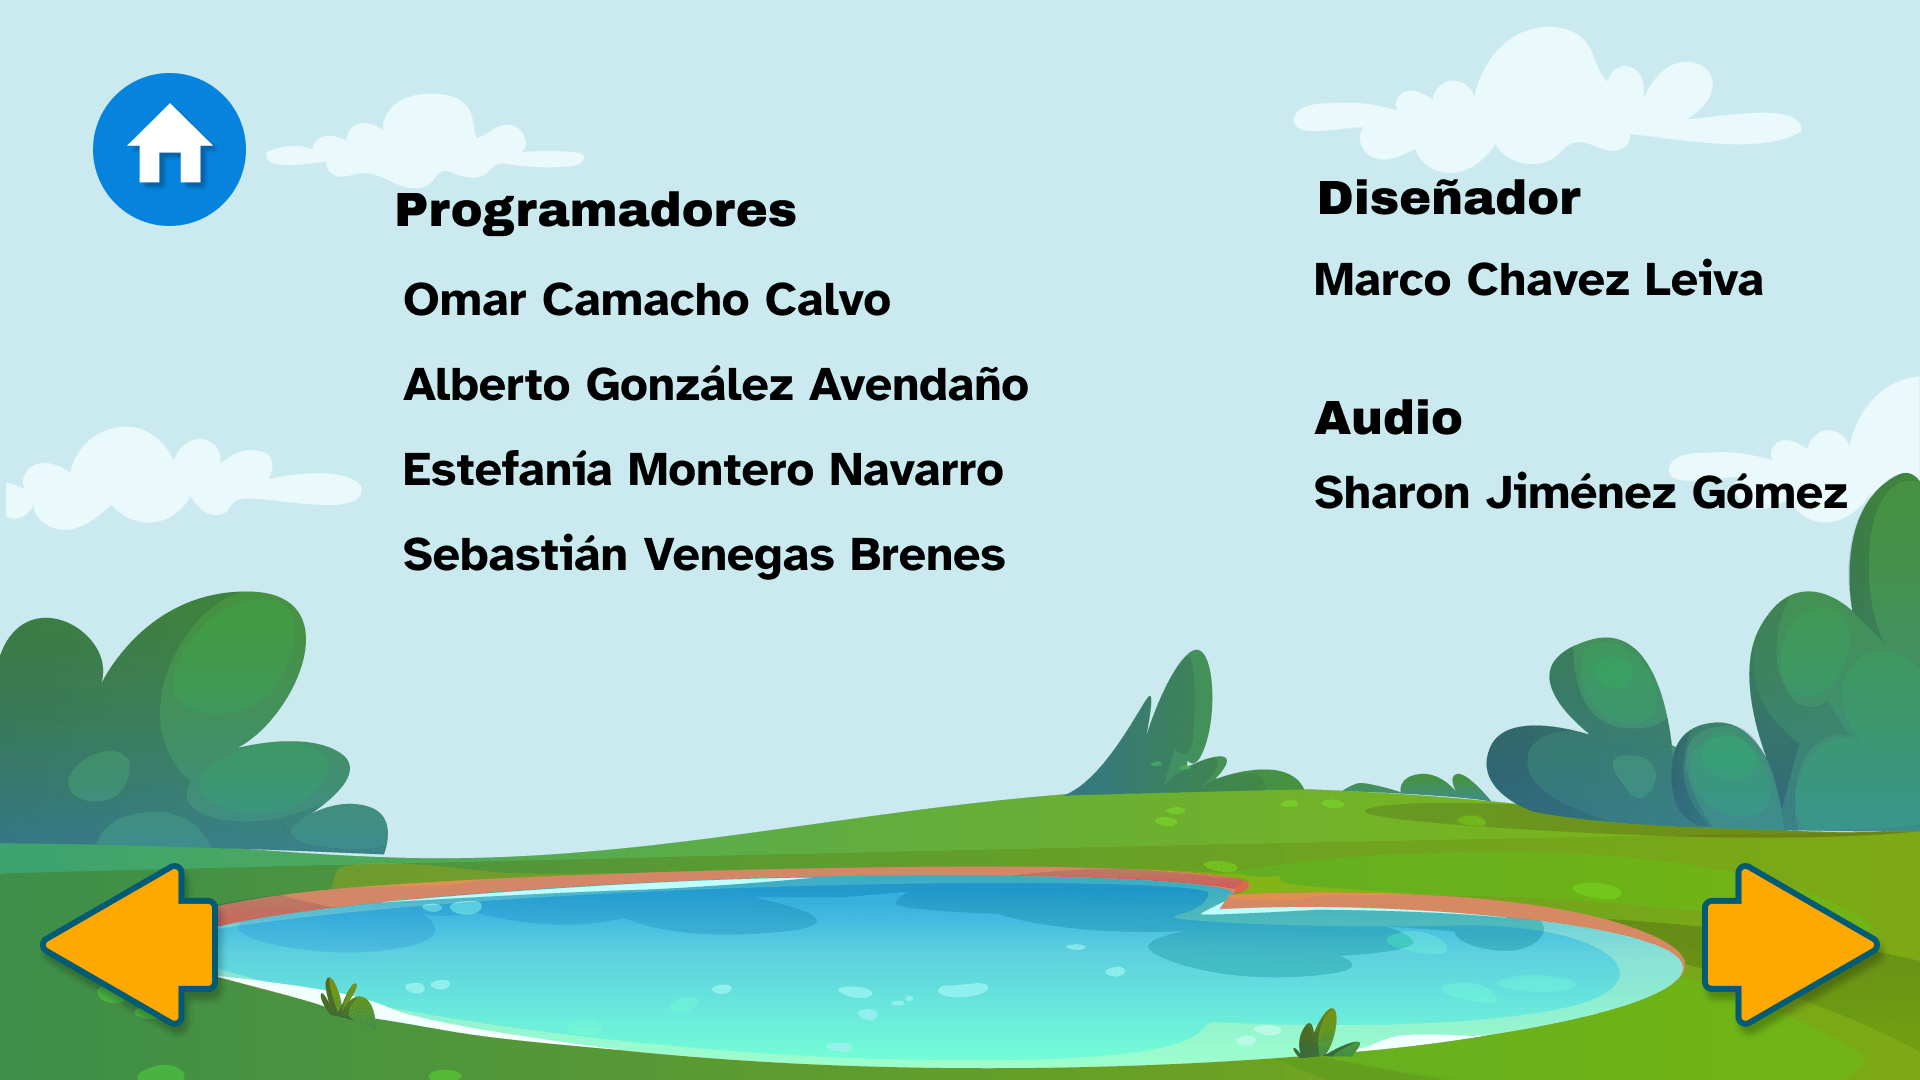 Programadores
Omar Camacho Calvo
Alberto González Avendaño
Estefanía Montero Navarro
Sebastián Venegas Brenes
Diseñador
Marco Chavez Leiva
Audio
Sharon Jiménez Gómez